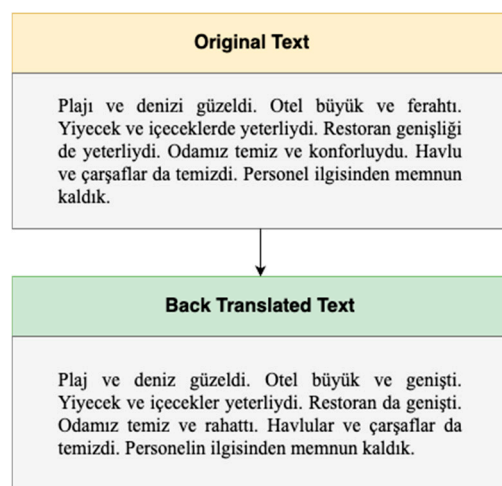 Original Text
Plajı ve denizi güzeldi. Otel büyük ve ferahtı.
Yiyecek ve içeceklerde yeterliydi. Restoran genişliği
de yeterliydi. Odamız temiz ve konforluydu. Havlu
ve çarşaflar da temizdi. Personel ilgisinden memnun
kaldık.
Back Translated Text
Plaj ve deniz güzeldi. Otel büyük ve genişti.
Yiyecek ve içecekler yeterliydi. Restoran da genişti.
Odamız temiz ve rahattı. Havlular ve çarşaflar da
temizdi. Personelin ilgisinden memnun kaldık.